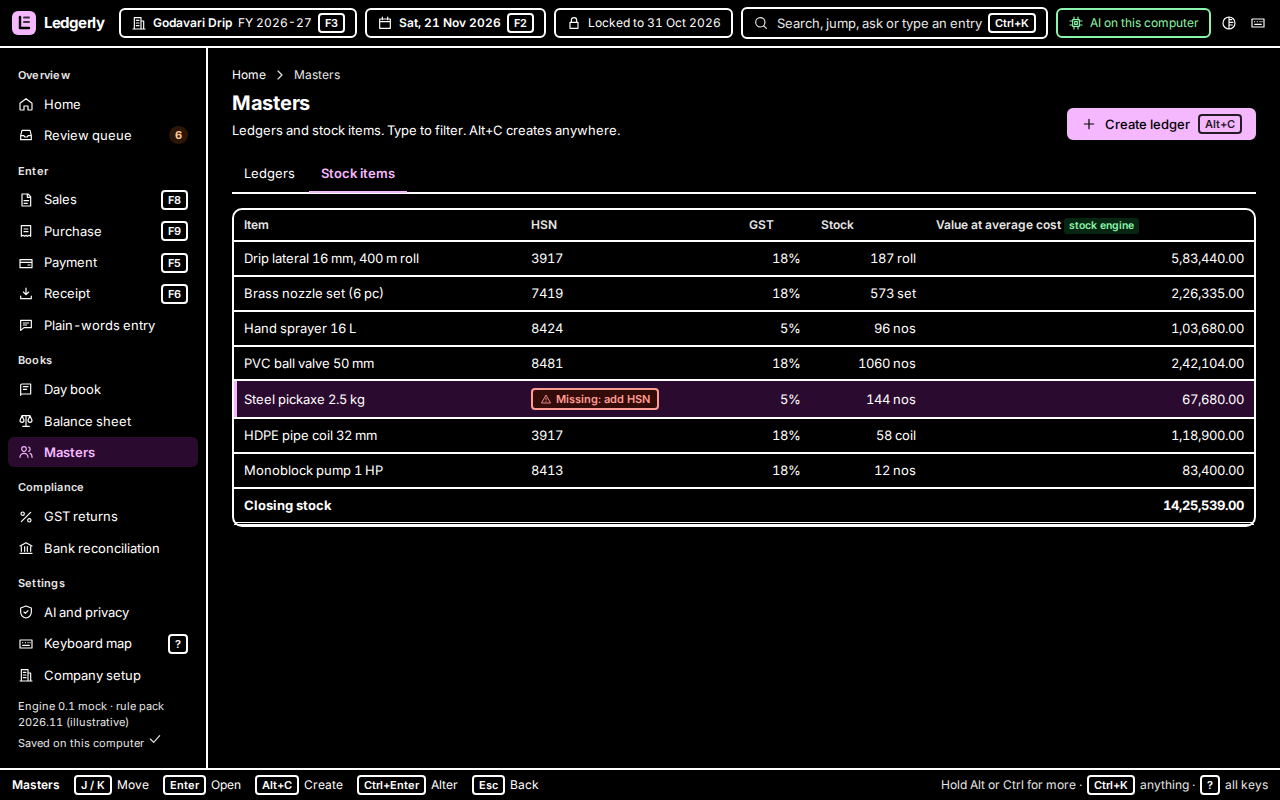 Ledgerly
Godavari Drip FY 2026-27 F3
Sat, 21 Nov 2026 F2
Locked to 31 Oct 2026
Search, jump, ask or type an entry Ctrl+K
AI on this computer
Overview
Home
Review queue 6
Enter
Sales F8
Purchase F9
Payment F5
Receipt F6
Plain-words entry
Books
Day book
Balance sheet
Masters
Compliance
GST returns
Bank reconciliation
Settings
AI and privacy
Keyboard map ?
Company setup
Engine 0.1 mock · rule pack
2026.11 (illustrative)
Saved on this computer
Home > Masters
Masters
Ledgers and stock items. Type to filter. Alt+C creates anywhere.
Create ledger Alt+C
Ledgers Stock items
Item HSN GST Stock Value at average cost stock engine
Drip lateral 16 mm, 400 m roll 3917 18% 187 roll 5,83,440.00
Brass nozzle set (6 pc) 7419 18% 573 set 2,26,335.00
Hand sprayer 16 L 8424 5% 96 nos 1,03,680.00
PVC ball valve 50 mm 8481 18% 1060 nos 2,42,104.00
Steel pickaxe 2.5 kg Missing: add HSN 5% 144 nos 67,680.00
HDPE pipe coil 32 mm 3917 18% 58 coil 1,18,900.00
Monoblock pump 1 HP 8413 18% 12 nos 83,400.00
Closing stock 14,25,539.00
Masters J / K Move Enter Open Alt+C Create Ctrl+Enter Alter Esc Back
Hold Alt or Ctrl for more · Ctrl+K anything · ? all keys